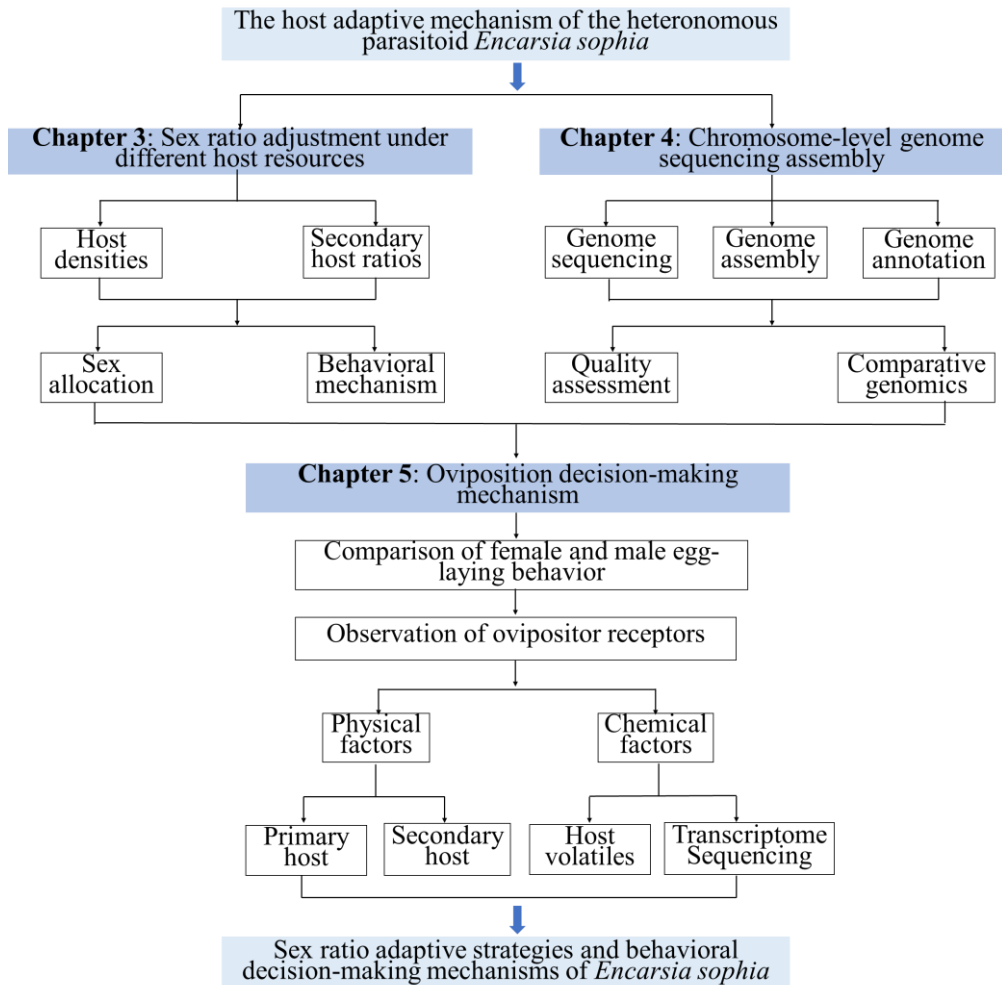 The host adaptive mechanism of the heteronomous
parasitoid Encarsia sophia
Chapter 3: Sex ratio adjustment under
different host resources
Chapter 4: Chromosome-level genome
sequencing assembly
Host
densities
Secondary
host ratios
Genome
sequencing
Genome
assembly
Genome
annotation
Sex
allocation
Behavioral
mechanism
Quality
assessment
Comparative
genomics
Chapter 5: Oviposition decision-making
mechanism
Comparison of female and male egg-
laying behavior
Observation of ovipositor receptors
Physical
factors
Chemical
factors
Primary
host
Secondary
host
Host
volatiles
Transcriptome
Sequencing
Sex ratio adaptive strategies and behavioral
decision-making mechanisms of Encarsia sophia